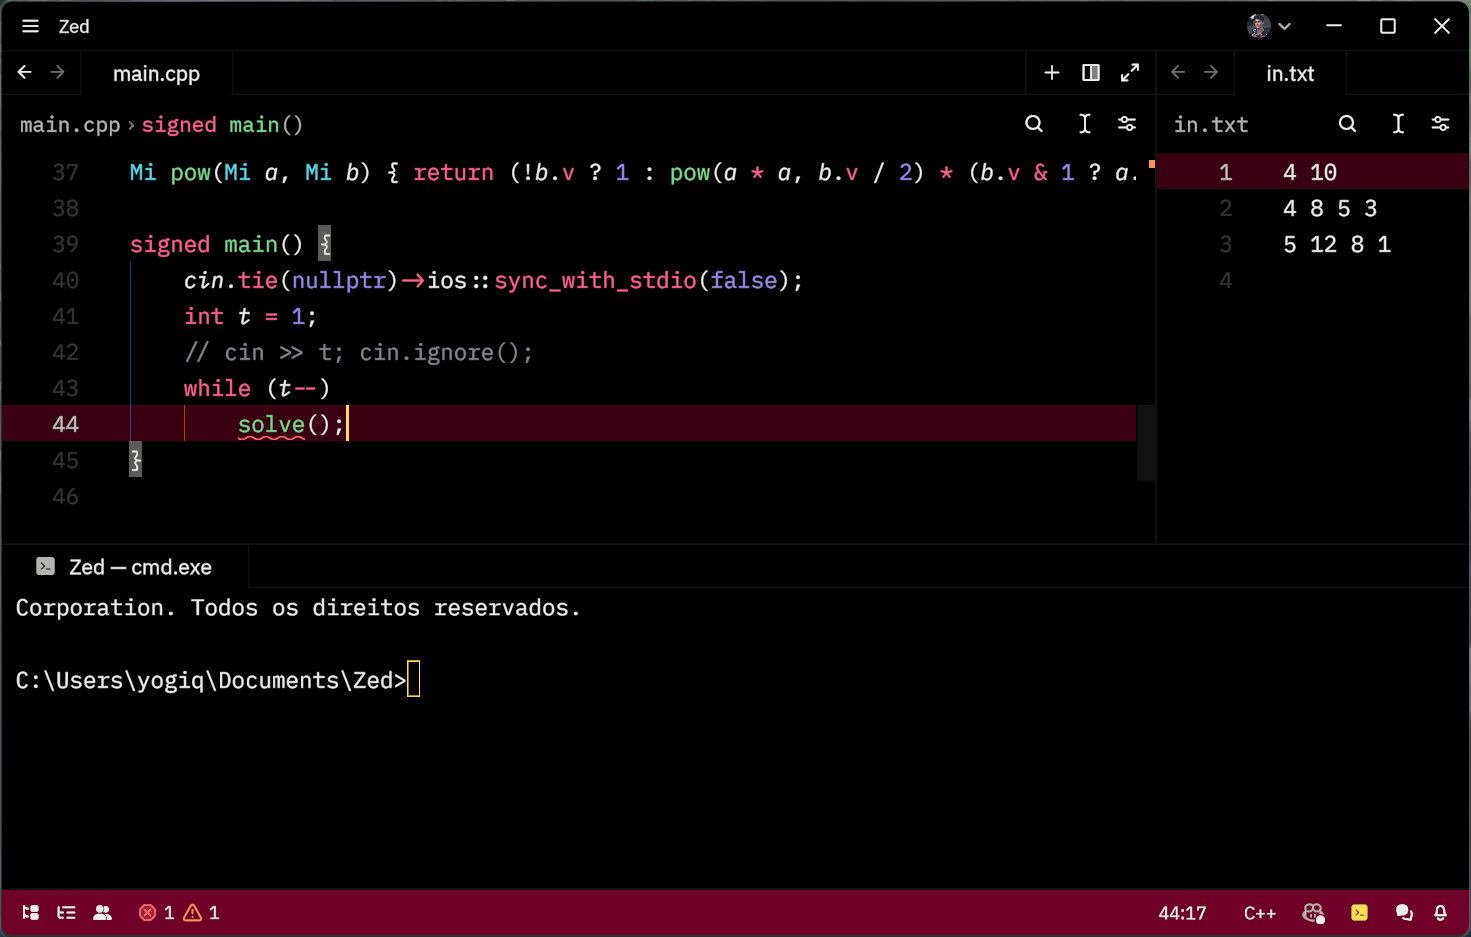 Zed
main.cpp
in.txt
main.cpp › signed main()
in.txt
37 Mi pow(Mi a, Mi b) { return (!b.v ? 1 : pow(a * a, b.v / 2) * (b.v & 1 ? a.
38
39 signed main() {
40 cin.tie(nullptr)->ios::sync_with_stdio(false);
41 int t = 1;
42 // cin >> t; cin.ignore();
43 while (t--)
44 solve();
45 }
46
1 4 10
2 4 8 5 3
3 5 12 8 1
4
Zed — cmd.exe
Corporation. Todos os direitos reservados.
C:\Users\yogiq\Documents\Zed>
1 1
44:17 C++